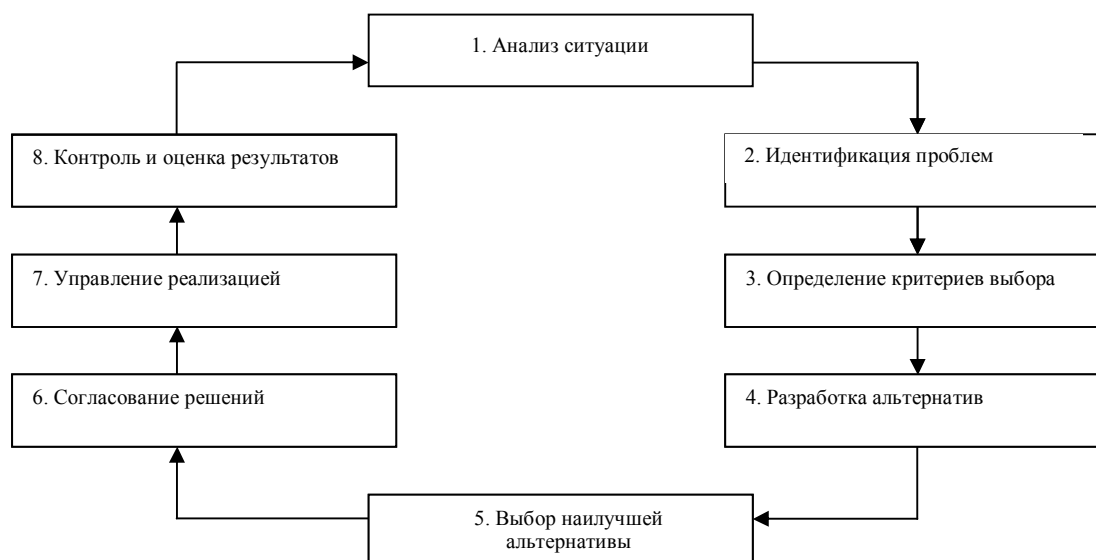 1. Анализ ситуации
2. Идентификация проблем
3. Определение критериев выбора
4. Разработка альтернатив
5. Выбор наилучшей
альтернативы
6. Согласование решений
7. Управление реализацией
8. Контроль и оценка результатов